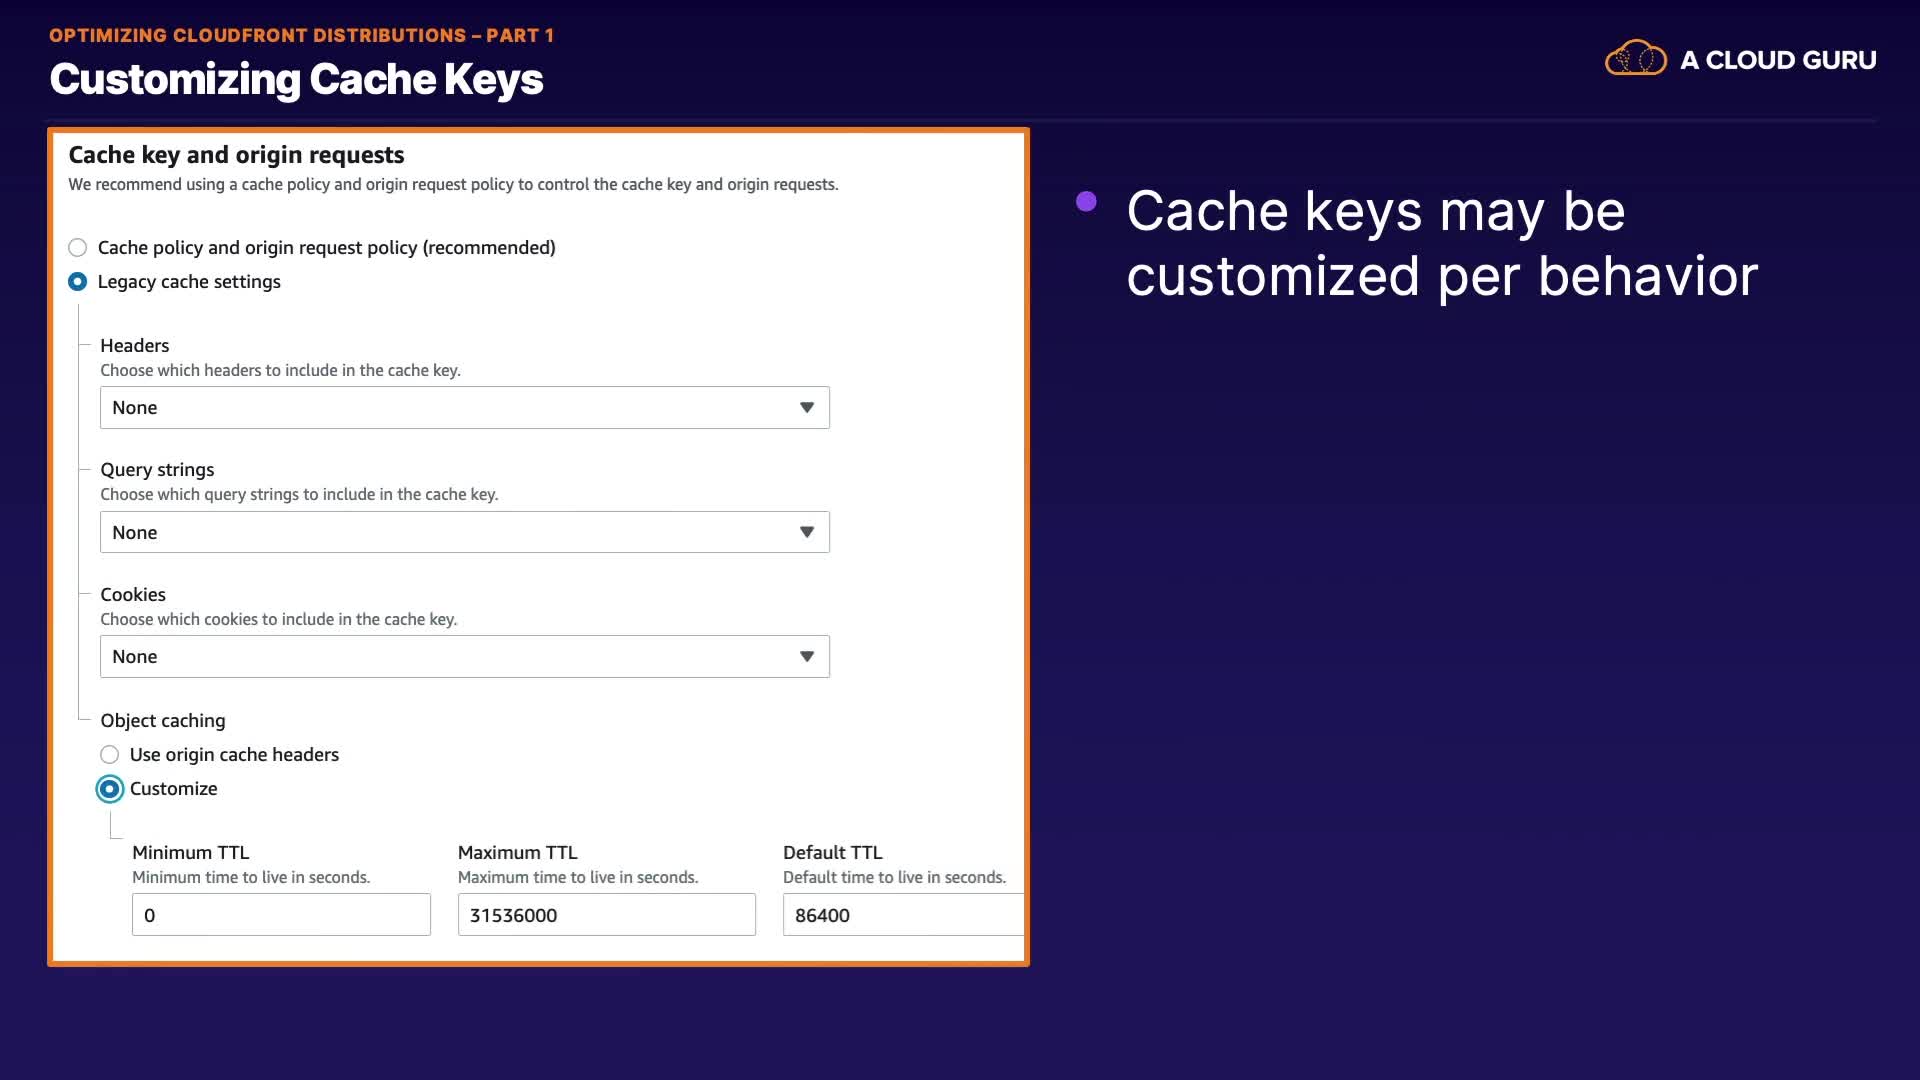 OPTIMIZING CLOUDFRONT DISTRIBUTIONS – PART 1
Customizing Cache Keys
A CLOUD GURU
Cache key and origin requests
We recommend using a cache policy and origin request policy to control the cache key and origin requests.
Cache policy and origin request policy (recommended)
Legacy cache settings
Headers
Choose which headers to include in the cache key.
None
Query strings
Choose which query strings to include in the cache key.
None
Cookies
Choose which cookies to include in the cache key.
None
Object caching
Use origin cache headers
Customize
Minimum TTL
Minimum time to live in seconds.
0
Maximum TTL
Maximum time to live in seconds.
31536000
Default TTL
Default time to live in seconds.
86400
Cache keys may be
customized per behavior